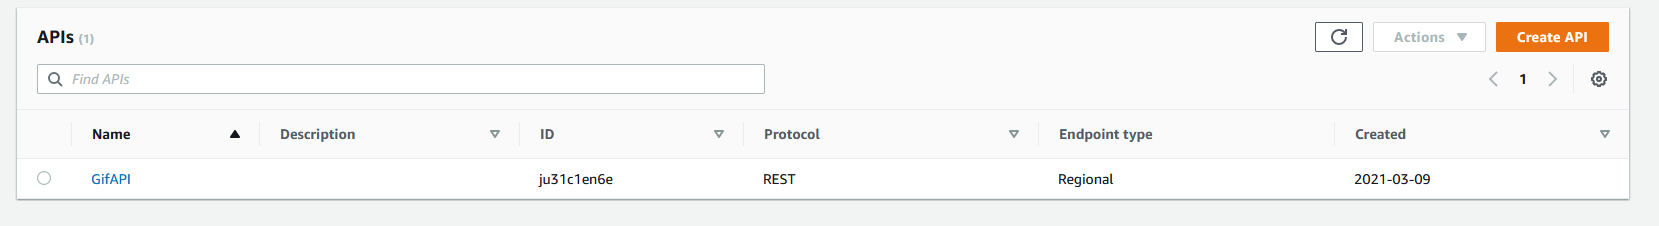 APIs (1)
Actions
Create API
Find APIs
1
Name Description ID Protocol Endpoint type Created
GifAPI ju31c1en6e REST Regional 2021-03-09